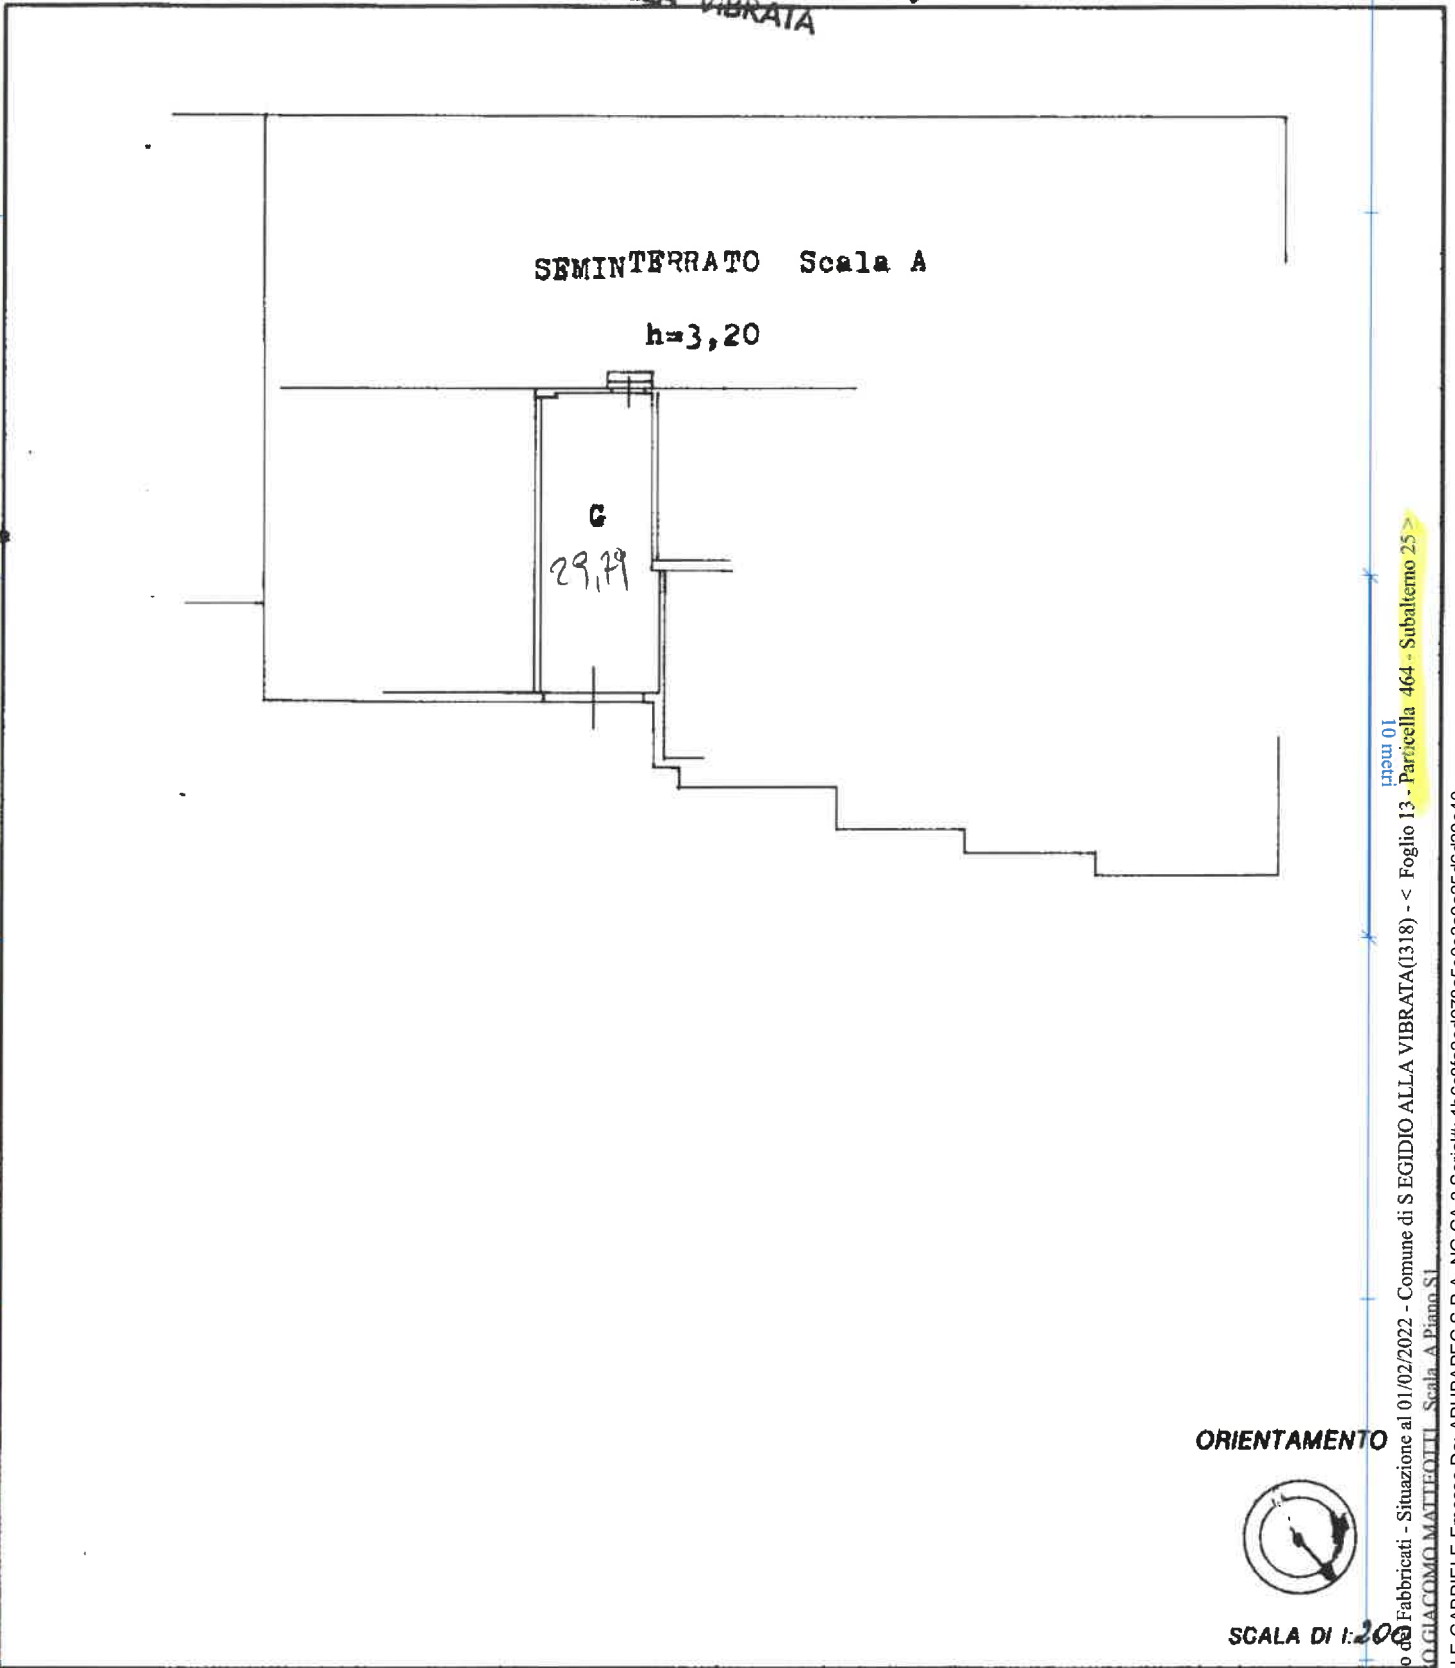 VIBRATA
SEMINTERRATO Scala A
h=3,20
G
29,79
10 metri
ORIENTAMENTO
SCALA DI 1:200
Fabbricati - Situazione al 01/02/2022 - Comune di S EGIDIO ALLA VIBRATA(I318) - < Foglio 13 - Particella 464 - Subalterno 25 >
GIACOMO MATTEOTTI Scala A Piano S1